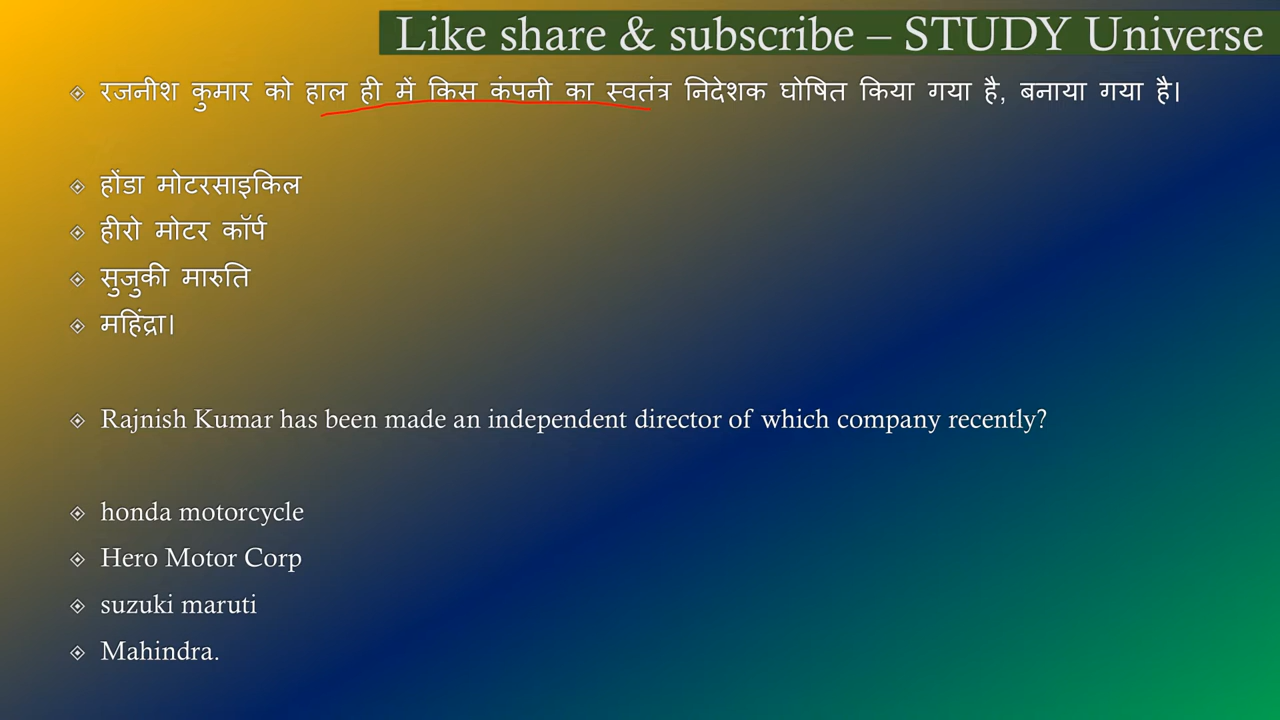 Like share & subscribe – STUDY Universe
रजनीश कुमार को हाल ही में किस कंपनी का स्वतंत्र निदेशक घोषित किया गया है, बनाया गया है।
होंडा मोटरसाइकिल
हीरो मोटर कॉर्प
सुजुकी मारुति
महिंद्रा।
Rajnish Kumar has been made an independent director of which company recently?
honda motorcycle
Hero Motor Corp
suzuki maruti
Mahindra.